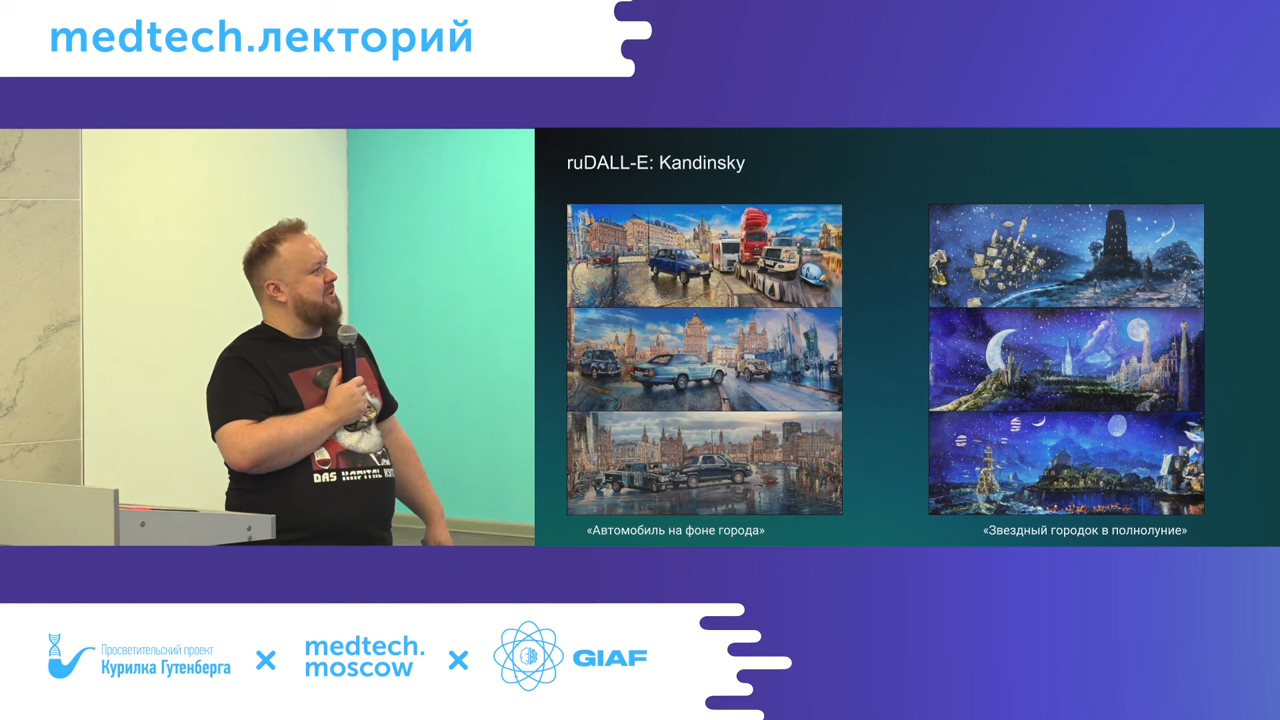 medtech.лекторий
ruDALL-E: Kandinsky
DAS KAPITAL
«Автомобиль на фоне города»
«Звездный городок в полнолуние»
Просветительский проект
Курилка Гутенберга
medtech.
moscow
GIAF